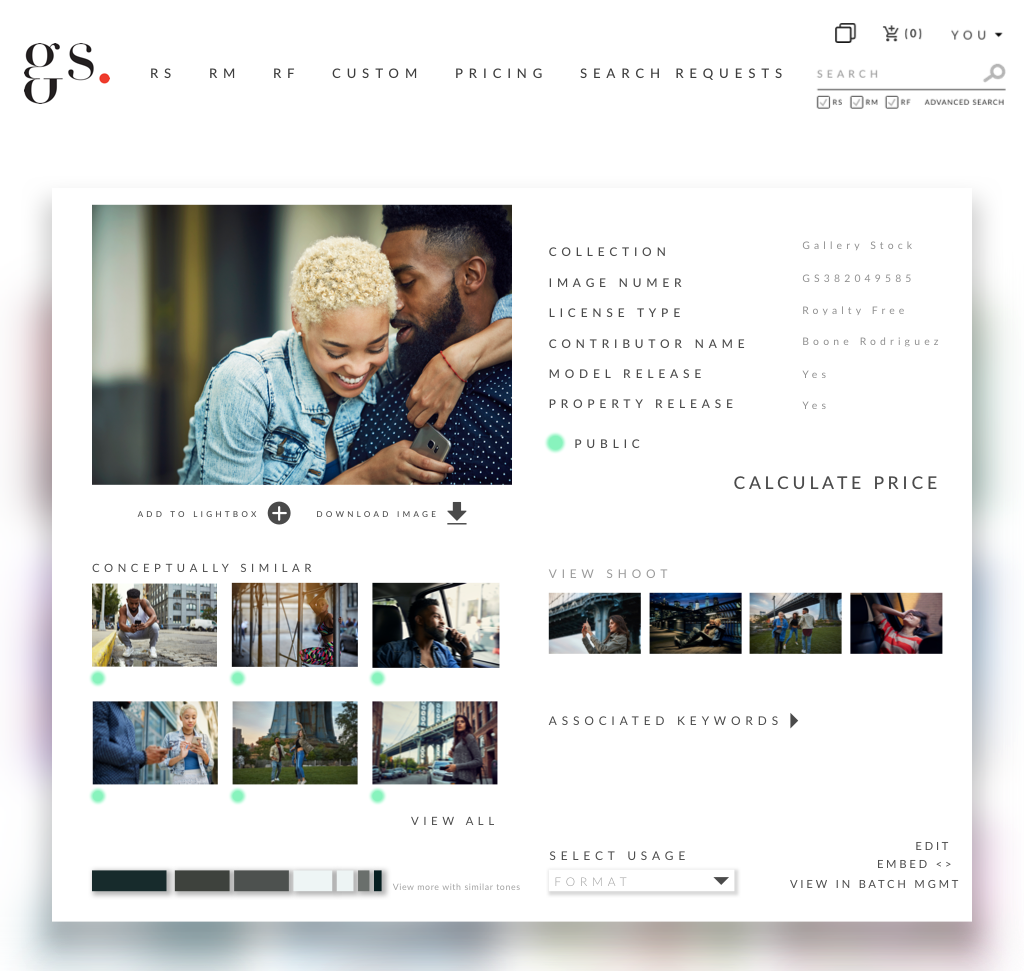 (0)
YOU
gs.
RS RM RF CUSTOM PRICING SEARCH REQUESTS
SEARCH
RS RM RF ADVANCED SEARCH
COLLECTION Gallery Stock
IMAGE NUMER GS382049585
LICENSE TYPE Royalty Free
CONTRIBUTOR NAME Boone Rodriguez
MODEL RELEASE Yes
PROPERTY RELEASE Yes
PUBLIC
CALCULATE PRICE
ADD TO LIGHTBOX DOWNLOAD IMAGE
CONCEPTUALLY SIMILAR
VIEW SHOOT
ASSOCIATED KEYWORDS
VIEW ALL
SELECT USAGE
FORMAT
EDIT
EMBED <>
VIEW IN BATCH MGMT
View more with similar tones